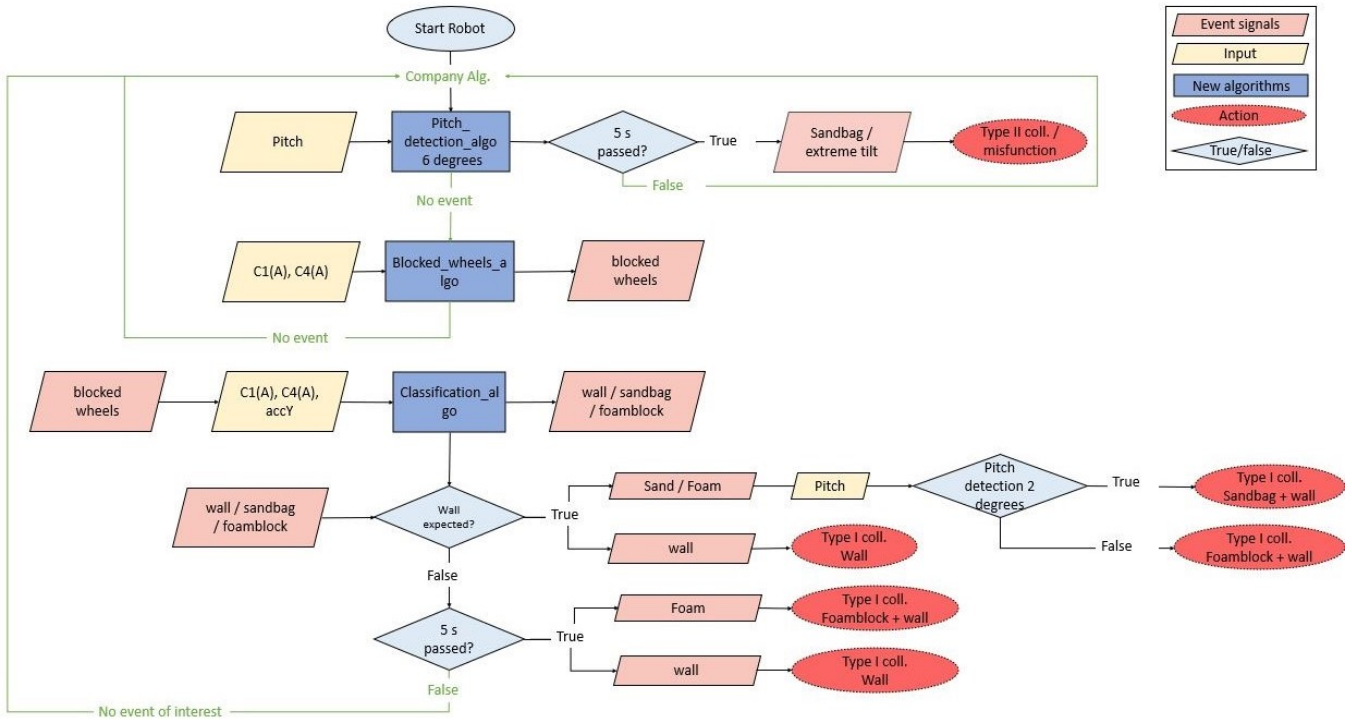 Start Robot
Event signals
Input
New algorithms
Action
True/false
Company Alg.
Pitch
Pitch_
detection_algo
6 degrees
5 s
passed?
True
Sandbag /
extreme tilt
Type II coll. /
misfunction
False
No event
C1(A), C4(A)
Blocked_wheels_a
lgo
blocked
wheels
No event
blocked
wheels
C1(A), C4(A),
accY
Classification_al
go
wall / sandbag
/ foamblock
wall / sandbag
/ foamblock
Wall
expected?
True
Sand / Foam
Pitch
Pitch
detection 2
degrees
True
Type I coll.
Sandbag + wall
wall
Type I coll.
Wall
False
Type I coll.
Foamblock + wall
False
5 s
passed?
True
Foam
Type I coll.
Foamblock + wall
wall
Type I coll.
Wall
False
No event of interest